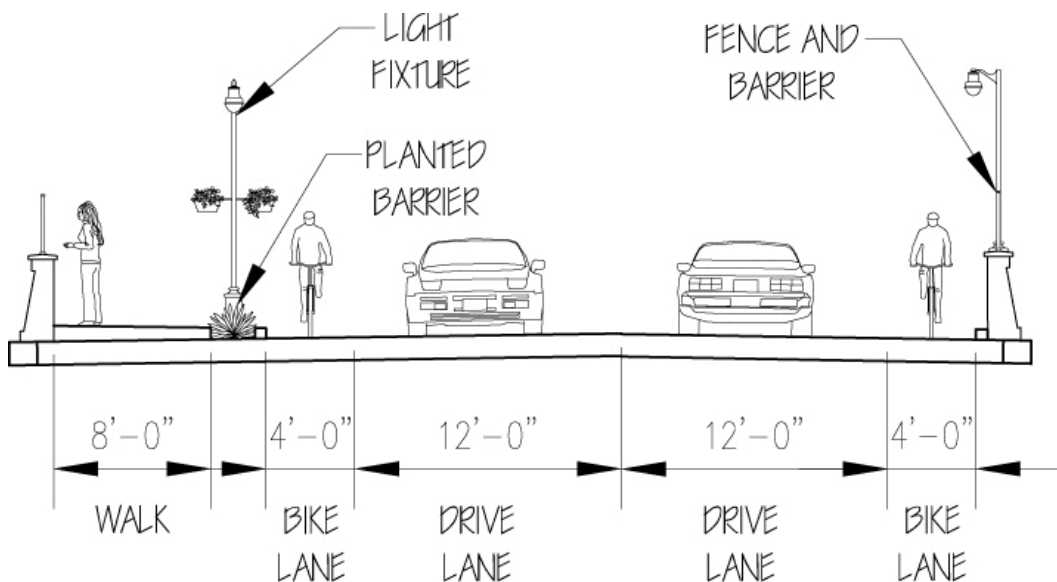 LIGHT
FIXTURE
FENCE AND
BARRIER
PLANTED
BARRIER
8'-0"
4'-0"
12'-0"
12'-0"
4'-0"
WALK
BIKE
LANE
DRIVE
LANE
DRIVE
LANE
BIKE
LANE